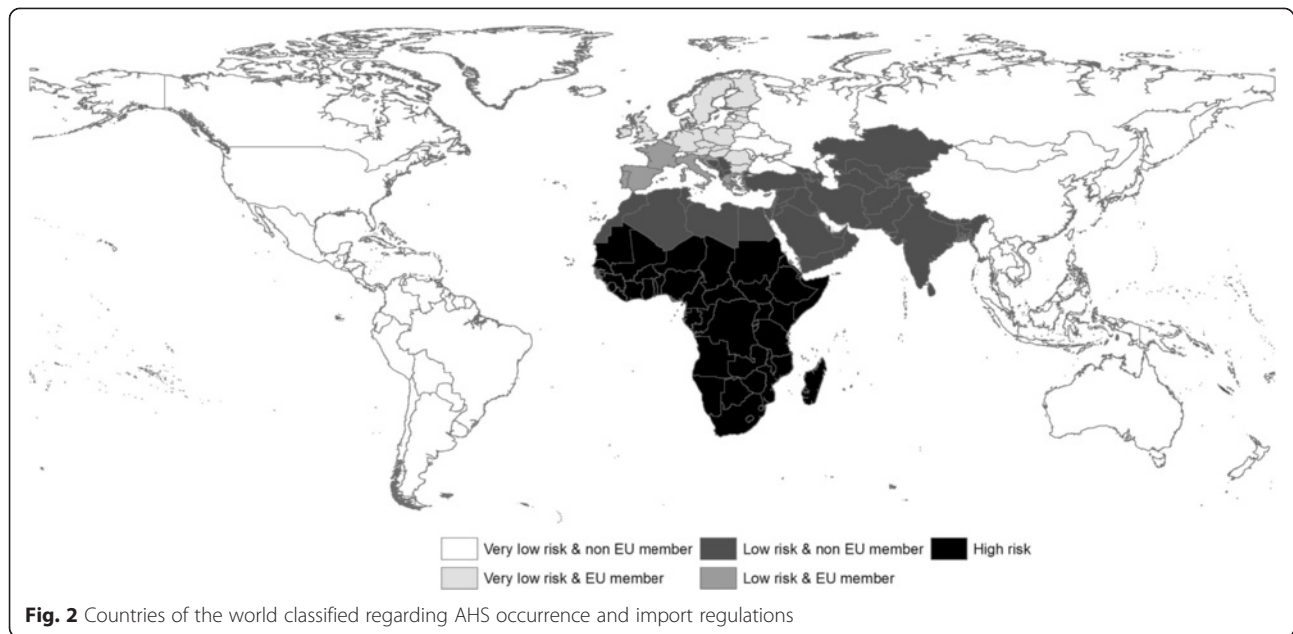 Very low risk & non EU member Low risk & non EU member High risk
Very low risk & EU member Low risk & EU member
Fig. 2 Countries of the world classified regarding AHS occurrence and import regulations